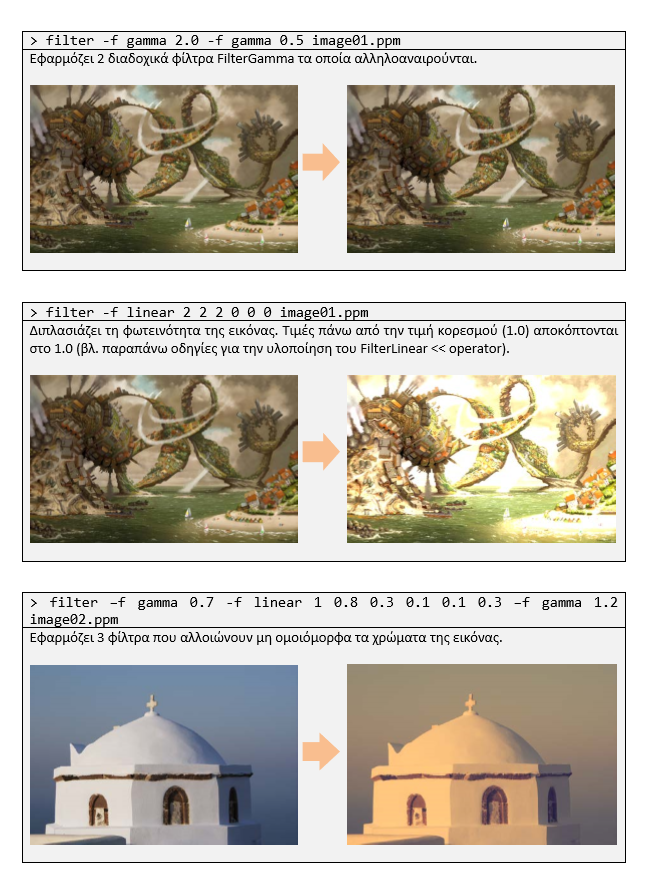 > filter -f gamma 2.0 -f gamma 0.5 image01.ppm
Εφαρμόζει 2 διαδοχικά φίλτρα FilterGamma τα οποία αλληλοαναιρούνται.
> filter -f linear 2 2 2 0 0 0 image01.ppm
Διπλασιάζει τη φωτεινότητα της εικόνας. Τιμές πάνω από την τιμή κορεσμού (1.0) αποκόπτονται
στο 1.0 (βλ. παραπάνω οδηγίες για την υλοποίηση του FilterLinear << operator).
> filter –f gamma 0.7 -f linear 1 0.8 0.3 0.1 0.1 0.3 –f gamma 1.2
image02.ppm
Εφαρμόζει 3 φίλτρα που αλλοιώνουν μη ομοιόμορφα τα χρώματα της εικόνας.